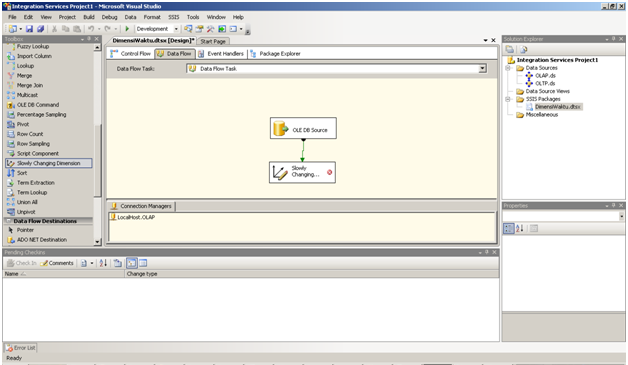 Integration Services Project1 - Microsoft Visual Studio
File Edit View Project Build Debug Data Format SSIS Tools Window Help
Development
Toolbox
Fuzzy Lookup
Import Column
Lookup
Merge
Merge Join
Multicast
OLE DB Command
Percentage Sampling
Pivot
Row Count
Row Sampling
Script Component
Slowly Changing Dimension
Sort
Term Extraction
Term Lookup
Union All
Unpivot
Data Flow Destinations
Pointer
ADO NET Destination
DimensiWaktu.dtsx [Design]* Start Page
Control Flow Data Flow Event Handlers Package Explorer
Data Flow Task: Data Flow Task
OLE DB Source
Slowly
Changing...
Connection Managers
LocalHost.OLAP
Solution Explorer
Integration Services Project1
Data Sources
OLAP.ds
OLTP.ds
Data Source Views
SSIS Packages
DimensiWaktu.dtsx
Miscellaneous
Properties
Pending Checkins
Check In Comments
Name Change type
Error List
Ready